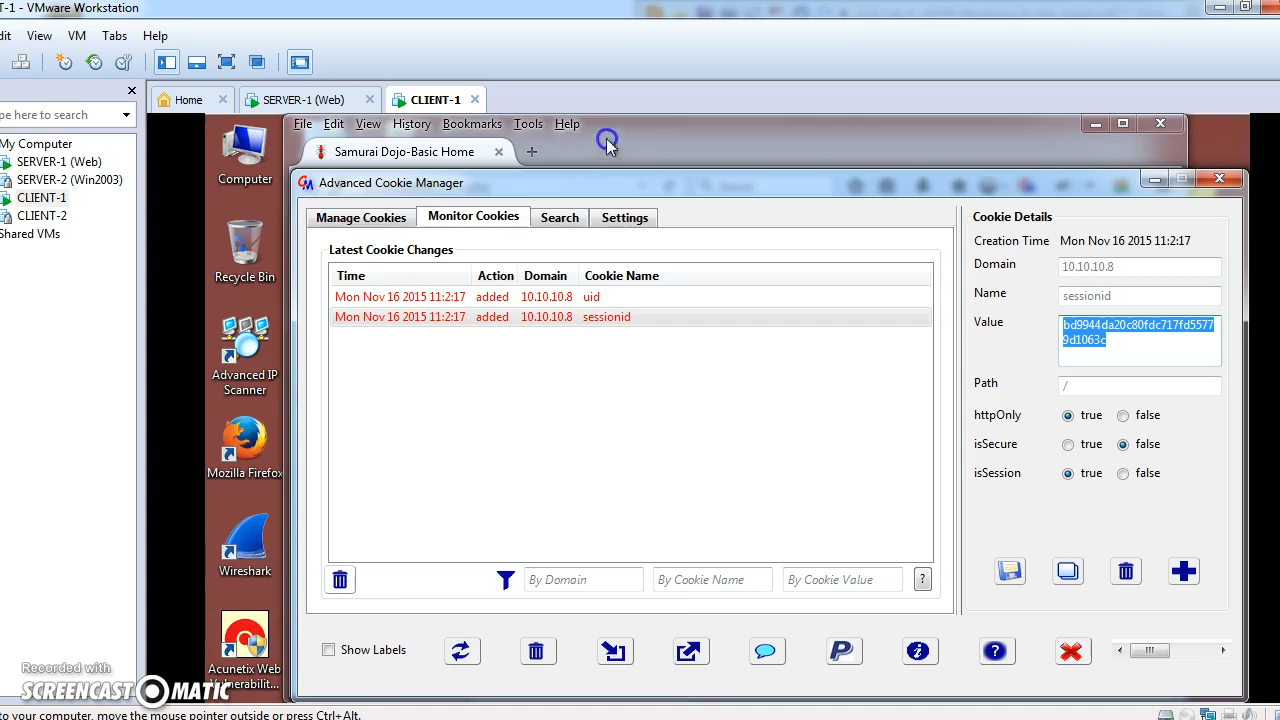 T-1 - VMware Workstation
dit View VM Tabs Help
pe here to search
My Computer
SERVER-1 (Web)
SERVER-2 (Win2003)
CLIENT-1
CLIENT-2
Shared VMs
Home SERVER-1 (Web) CLIENT-1
Computer
Recycle Bin
Advanced IP
Scanner
Mozilla Firefox
Wireshark
Acunetix Web
Vulnerabilit...
File Edit View History Bookmarks Tools Help
Samurai Dojo-Basic Home
Search
Advanced Cookie Manager
Manage Cookies Monitor Cookies Search Settings
Latest Cookie Changes
Time Action Domain Cookie Name
Mon Nov 16 2015 11:2:17 added 10.10.10.8 uid
Mon Nov 16 2015 11:2:17 added 10.10.10.8 sessionid
By Domain By Cookie Name By Cookie Value ?
Show Labels
Cookie Details
Creation Time Mon Nov 16 2015 11:2:17
Domain 10.10.10.8
Name sessionid
Value bd9944da20c80fdc717fd5577
9d1063c
Path /
httpOnly true false
isSecure true false
isSession true false
Recorded with
SCREENCAST MATIC
to your computer, move the mouse pointer outside or press Ctrl+Alt.